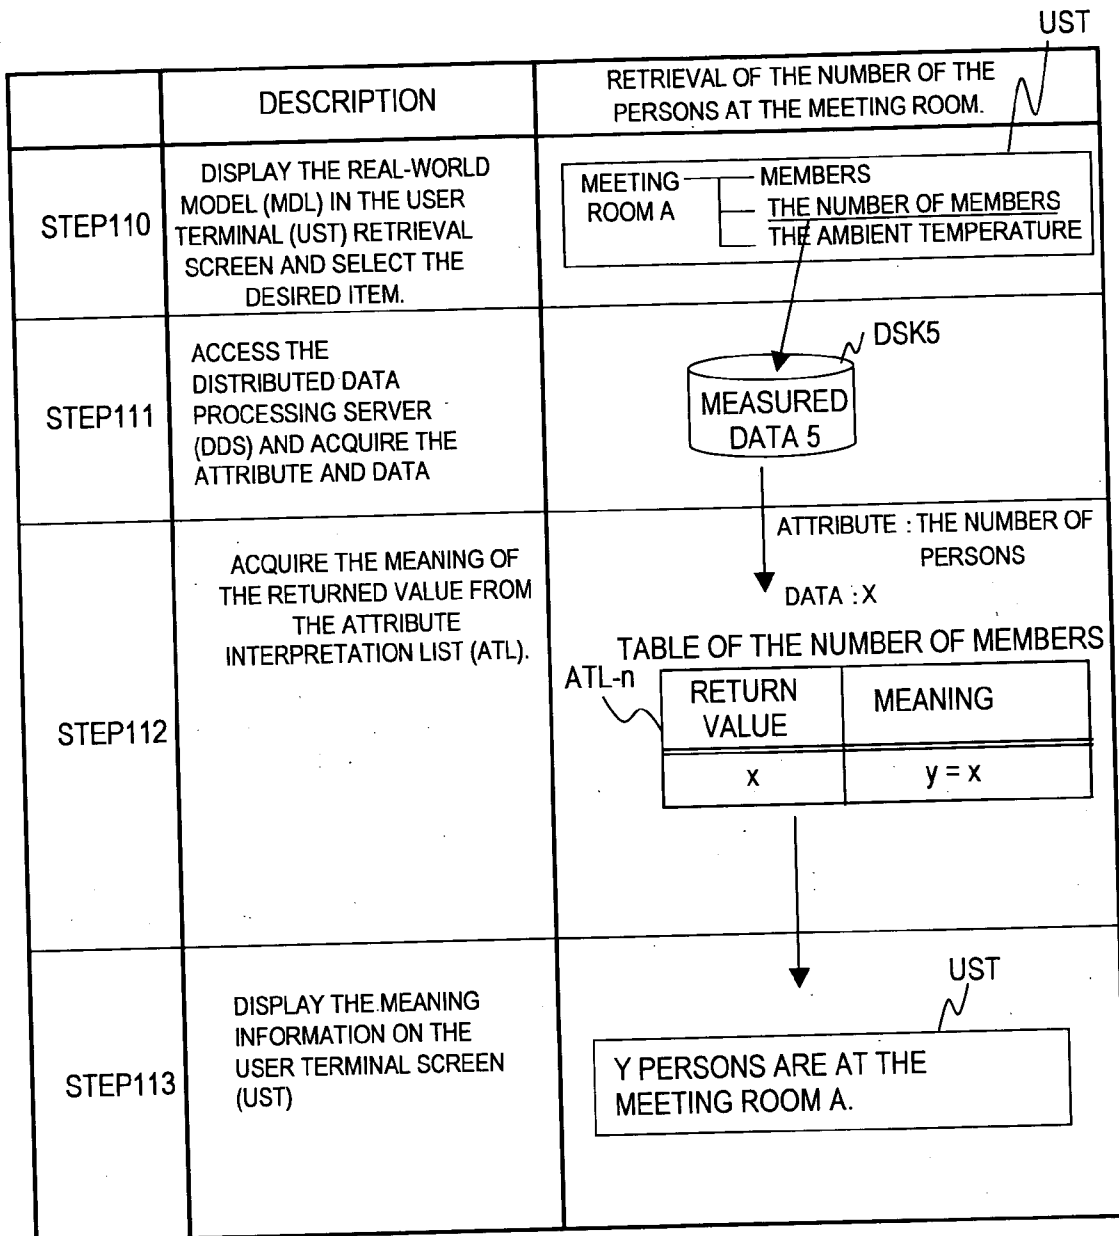 UST
DESCRIPTION
RETRIEVAL OF THE NUMBER OF THE
PERSONS AT THE MEETING ROOM.
STEP110
DISPLAY THE REAL-WORLD
MODEL (MDL) IN THE USER
TERMINAL (UST) RETRIEVAL
SCREEN AND SELECT THE
DESIRED ITEM.
MEETING
ROOM A
MEMBERS
THE NUMBER OF MEMBERS
THE AMBIENT TEMPERATURE
STEP111
ACCESS THE
DISTRIBUTED DATA
PROCESSING SERVER
(DDS) AND ACQUIRE THE
ATTRIBUTE AND DATA
DSK5
MEASURED
DATA 5
STEP112
ACQUIRE THE MEANING OF
THE RETURNED VALUE FROM
THE ATTRIBUTE
INTERPRETATION LIST (ATL).
ATTRIBUTE : THE NUMBER OF
PERSONS
DATA : X
TABLE OF THE NUMBER OF MEMBERS
ATL-n
RETURN
VALUE
MEANING
x
y = x
STEP113
DISPLAY THE MEANING
INFORMATION ON THE
USER TERMINAL SCREEN
(UST)
UST
Y PERSONS ARE AT THE
MEETING ROOM A.